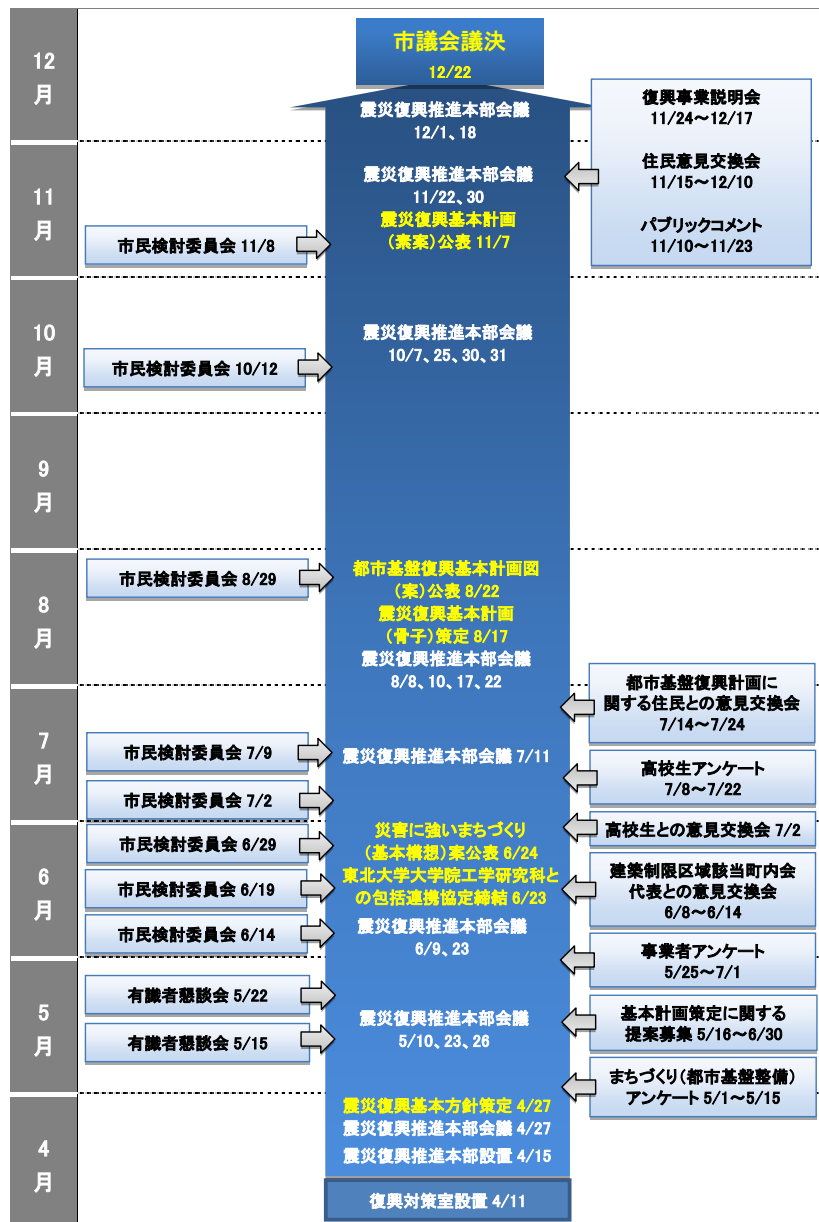 12
月
市議会議決
12/22
震災復興推進本部会議
12/1、18
復興事業説明会
11/24～12/17
住民意見交換会
11/15～12/10
パブリックコメント
11/10～11/23
11
月
震災復興推進本部会議
11/22、30
震災復興基本計画
（素案）公表 11/7
市民検討委員会 11/8
10
月
震災復興推進本部会議
10/7、25、30、31
市民検討委員会 10/12
9
月
8
月
市民検討委員会 8/29
都市基盤復興基本計画図
（案）公表 8/22
震災復興基本計画
（骨子）策定 8/17
震災復興推進本部会議
8/8、10、17、22
都市基盤復興計画に
関する住民との意見交換会
7/14～7/24
7
月
市民検討委員会 7/9
震災復興推進本部会議 7/11
高校生アンケート
7/8～7/22
市民検討委員会 7/2
高校生との意見交換会 7/2
6
月
市民検討委員会 6/29
災害に強いまちづくり
（基本構想）案公表 6/24
東北大学大学院工学研究科と
の包括連携協定締結 6/23
市民検討委員会 6/19
建築制限区域該当町内会
代表との意見交換会
6/8～6/14
市民検討委員会 6/14
震災復興推進本部会議
6/9、23
事業者アンケート
5/25～7/1
5
月
有識者懇談会 5/22
有識者懇談会 5/15
震災復興推進本部会議
5/10、23、26
基本計画策定に関する
提案募集 5/16～6/30
まちづくり（都市基盤整備）
アンケート 5/1～5/15
4
月
震災復興基本方針策定 4/27
震災復興推進本部会議 4/27
震災復興推進本部設置 4/15
復興対策室設置 4/11